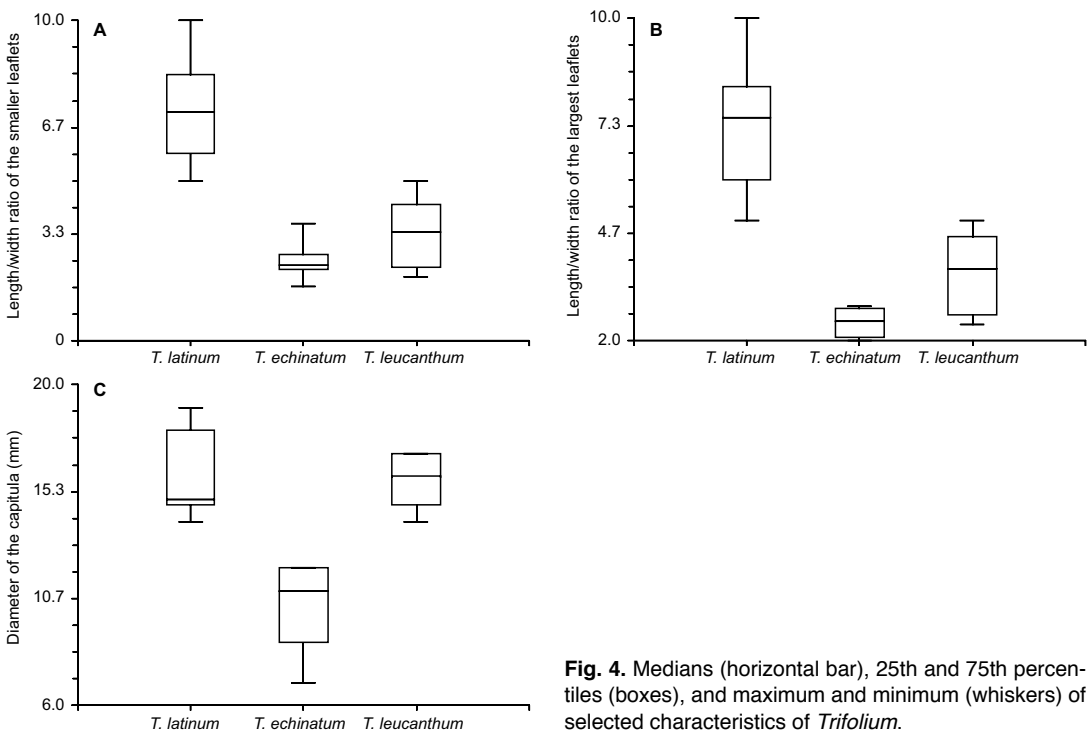 A
Length/width ratio of the smaller leaflets
10.0
6.7
3.3
0
T. latinum T. echinatum T. leucanthum
B
Length/width ratio of the largest leaflets
10.0
7.3
4.7
2.0
T. latinum T. echinatum T. leucanthum
C
Diameter of the capitula (mm)
20.0
15.3
10.7
6.0
T. latinum T. echinatum T. leucanthum
Fig. 4. Medians (horizontal bar), 25th and 75th percen-
tiles (boxes), and maximum and minimum (whiskers) of
selected characteristics of Trifolium.